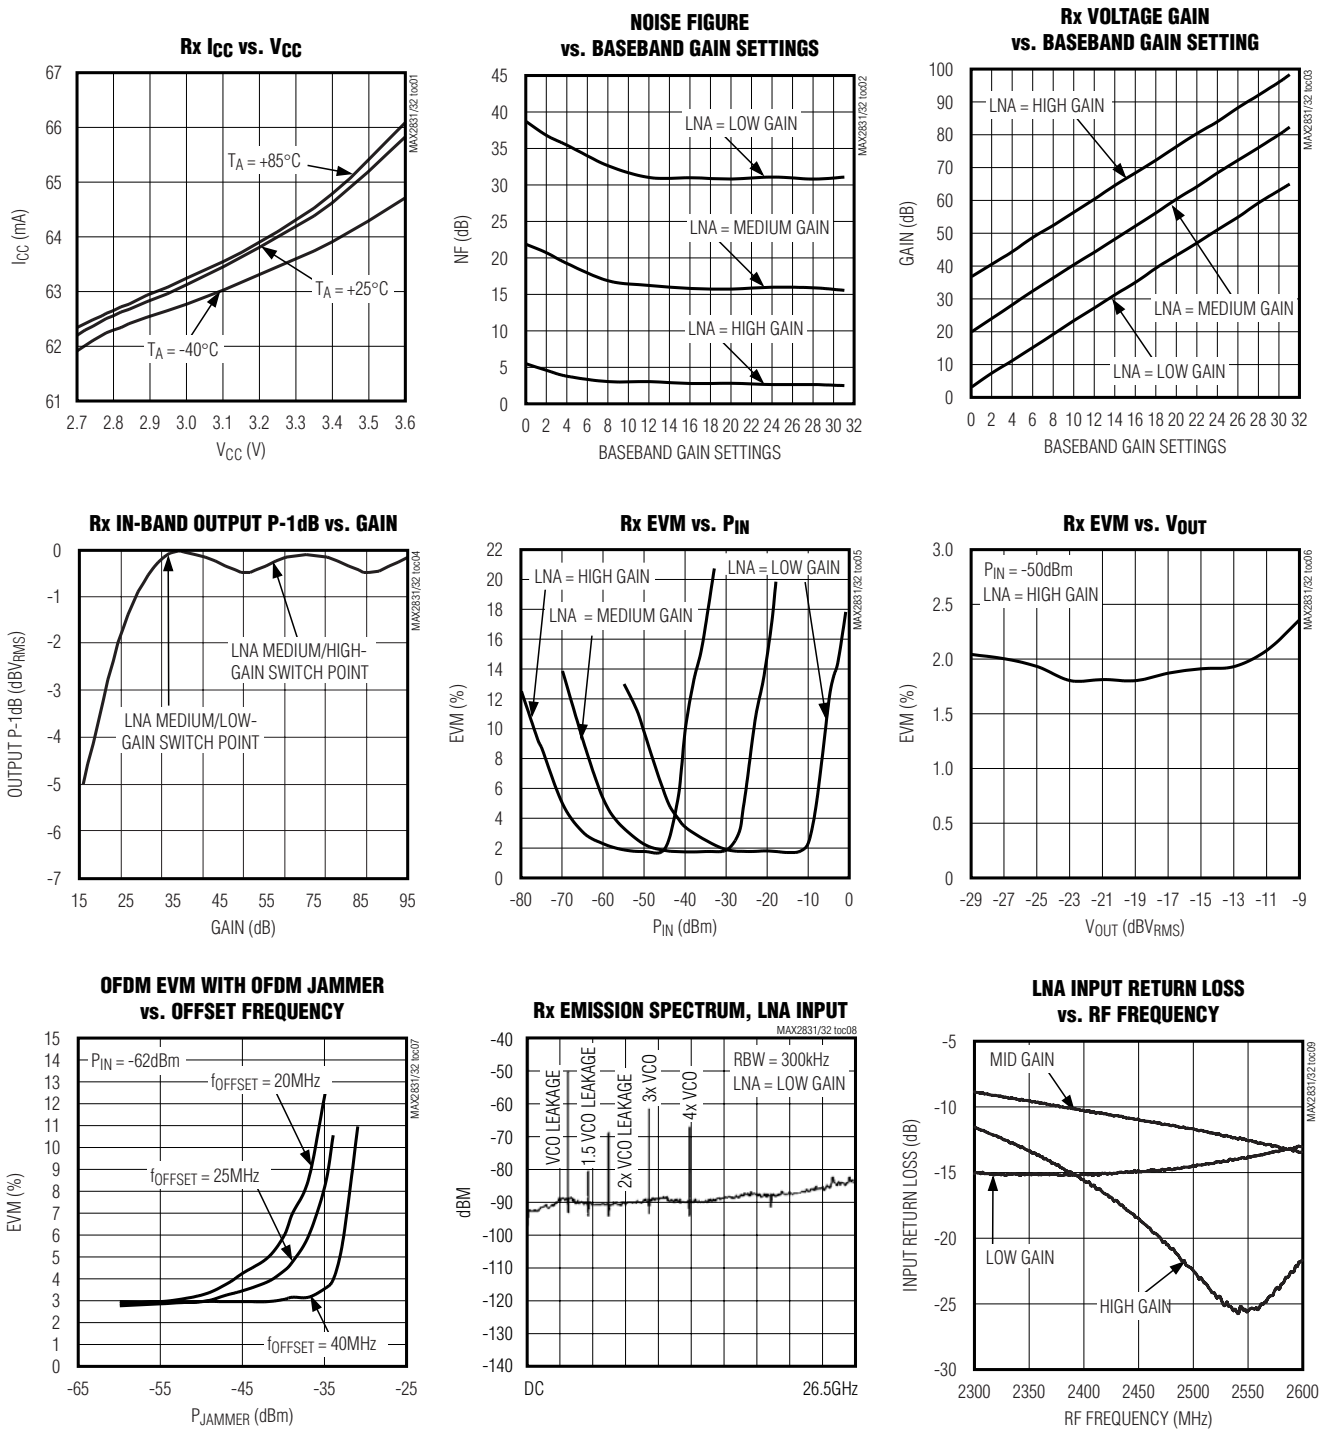 Rx ICC vs. VCC
MAX2831/32 toc01
67
66
65
64
63
62
61
ICC (mA)
TA = +85°C
TA = +25°C
TA = -40°C
2.7 2.8 2.9 3.0 3.1 3.2 3.3 3.4 3.5 3.6
VCC (V)
NOISE FIGURE
vs. BASEBAND GAIN SETTINGS
MAX2831/32 toc02
45
40
35
30
25
20
15
10
5
0
NF (dB)
LNA = LOW GAIN
LNA = MEDIUM GAIN
LNA = HIGH GAIN
0 2 4 6 8 10 12 14 16 18 20 22 24 26 28 30 32
BASEBAND GAIN SETTINGS
Rx VOLTAGE GAIN
vs. BASEBAND GAIN SETTING
MAX2831/32 toc03
100
90
80
70
60
50
40
30
20
10
0
GAIN (dB)
LNA = HIGH GAIN
LNA = MEDIUM GAIN
LNA = LOW GAIN
0 2 4 6 8 10 12 14 16 18 20 22 24 26 28 30 32
BASEBAND GAIN SETTINGS
Rx IN-BAND OUTPUT P-1dB vs. GAIN
MAX2831/32 toc04
0
-1
-2
-3
-4
-5
-6
-7
OUTPUT P-1dB (dBVRMS)
LNA MEDIUM/HIGH-
GAIN SWITCH POINT
LNA MEDIUM/LOW-
GAIN SWITCH POINT
15 25 35 45 55 65 75 85 95
GAIN (dB)
Rx EVM vs. PIN
MAX2831/32 toc05
22
20
18
16
14
12
10
8
6
4
2
0
EVM (%)
LNA = HIGH GAIN
LNA = LOW GAIN
LNA = MEDIUM GAIN
-80 -70 -60 -50 -40 -30 -20 -10 0
PIN (dBm)
Rx EVM vs. VOUT
MAX2831/32 toc06
3.0
2.5
2.0
1.5
1.0
0.5
0
EVM (%)
PIN = -50dBm
LNA = HIGH GAIN
-29 -27 -25 -23 -21 -19 -17 -15 -13 -11 -9
VOUT (dBVRMS)
OFDM EVM WITH OFDM JAMMER
vs. OFFSET FREQUENCY
MAX2831/32 toc07
15
14
13
12
11
10
9
8
7
6
5
4
3
2
1
0
EVM (%)
PIN = -62dBm
fOFFSET = 20MHz
fOFFSET = 25MHz
fOFFSET = 40MHz
-65 -55 -45 -35 -25
PJAMMER (dBm)
Rx EMISSION SPECTRUM, LNA INPUT
MAX2831/32 toc08
-40
-50
-60
-70
-80
-90
-100
-110
-120
-130
-140
dBM
VCO LEAKAGE
1.5 VCO LEAKAGE
2x VCO LEAKAGE
3x VCO
4x VCO
RBW = 300kHz
LNA = LOW GAIN
DC 26.5GHz
LNA INPUT RETURN LOSS
vs. RF FREQUENCY
MAX2831/32 toc09
-5
-10
-15
-20
-25
-30
INPUT RETURN LOSS (dB)
MID GAIN
LOW GAIN
HIGH GAIN
2300 2350 2400 2450 2500 2550 2600
RF FREQUENCY (MHz)